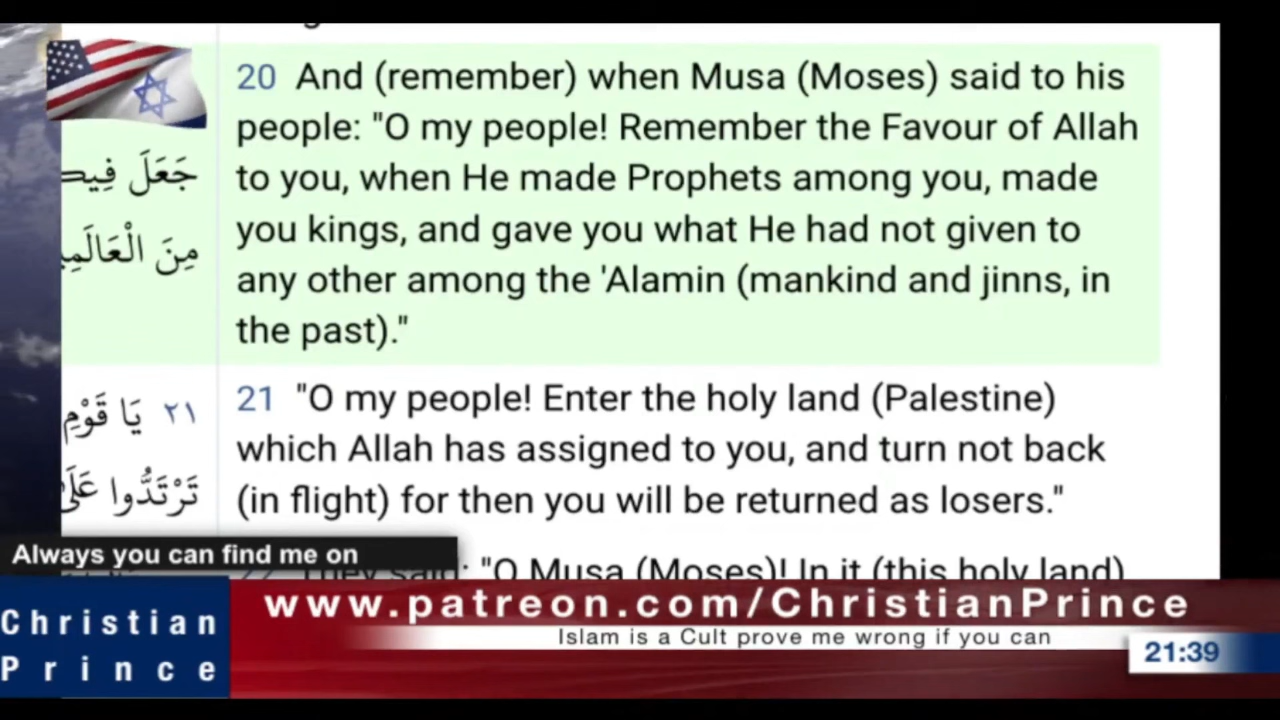 20 And (remember) when Musa (Moses) said to his
people: "O my people! Remember the Favour of Allah
to you, when He made Prophets among you, made
you kings, and gave you what He had not given to
any other among the 'Alamin (mankind and jinns, in
the past)."
جَعَلَ
مِنَ
21 "O my people! Enter the holy land (Palestine)
which Allah has assigned to you, and turn not back
(in flight) for then you will be returned as losers."
٢١ يَا قَوْمِ
تَرْتَدُّوا عَلَىٰ
They said: "O Musa (Moses)! In it (this holy land)
Always you can find me on
www.patreon.com/ChristianPrince
Islam is a Cult prove me wrong if you can
Christian
Prince
21:39